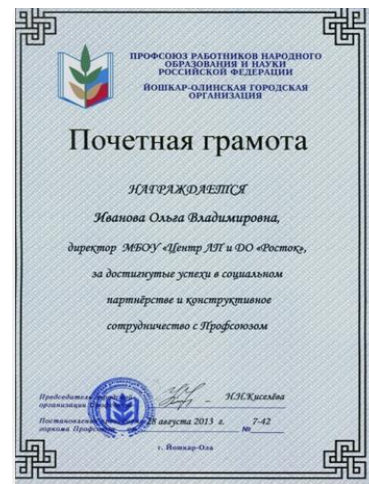 ПРОФСОЮЗ РАБОТНИКОВ НАРОДНОГО
ОБРАЗОВАНИЯ И НАУКИ
РОССИЙСКОЙ ФЕДЕРАЦИИ
ЙОШКАР-ОЛИНСКАЯ ГОРОДСКАЯ
ОРГАНИЗАЦИЯ
Почетная грамота
НАГРАЖДАЕТСЯ
Иванова Ольга Владимировна,
директор МБОУ «Центр ЛП и ДО «Росток»,
за достигнутые успехи в социальном
партнёрстве и конструктивное
сотрудничество с Профсоюзом
Председатель
организации Н.Н.Киселёва
Постановление 28 августа 2013 г. 7-42
горкома Профсоюза №
г. Йошкар-Ола